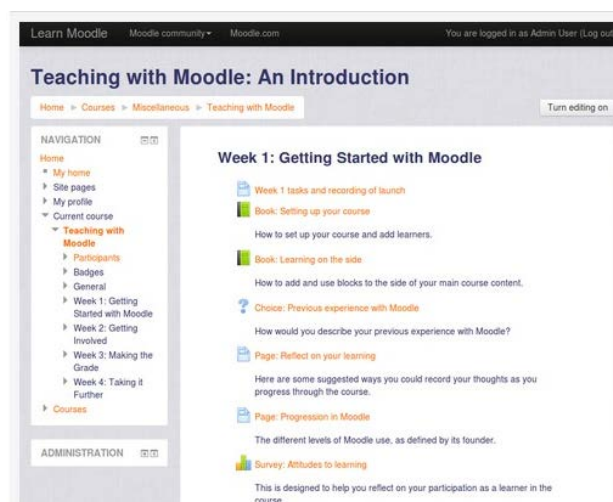 Learn Moodle Moodle community Moodle.com You are logged in as Admin User (Log out
Teaching with Moodle: An Introduction
Home Courses Miscellaneous Teaching with Moodle
Turn editing on
NAVIGATION
Home
My home
Site pages
My profile
Current course
Teaching with
Moodle
Participants
Badges
General
Week 1: Getting
Started with Moodle
Week 2: Getting
Involved
Week 3: Making the
Grade
Week 4: Taking it
Further
Courses
ADMINISTRATION
Week 1: Getting Started with Moodle
Week 1 tasks and recording of launch
Book: Setting up your course
How to set up your course and add learners.
Book: Learning on the side
How to add and use blocks to the side of your main course content.
Choice: Previous experience with Moodle
How would you describe your previous experience with Moodle?
Page: Reflect on your learning
Here are some suggested ways you could record your thoughts as you
progress through the course.
Page: Progression in Moodle
The different levels of Moodle use, as defined by its founder.
Survey: Attitudes to learning
This is designed to help you reflect on your participation as a learner in the
course